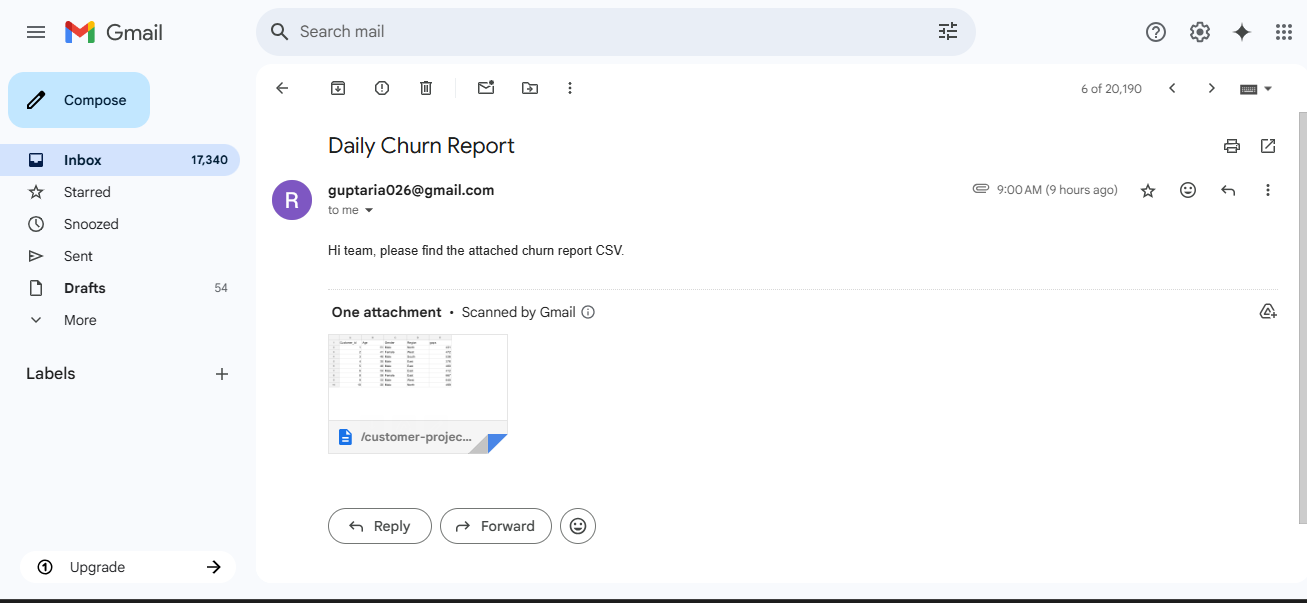 Gmail
Search mail
Compose
Inbox 17,340
Starred
Snoozed
Sent
Drafts 54
More
Labels
Upgrade
6 of 20,190
Daily Churn Report
R
guptaria026@gmail.com
9:00 AM (9 hours ago)
to me
Hi team, please find the attached churn report CSV.
One attachment • Scanned by Gmail
/customer-projec...
Reply
Forward